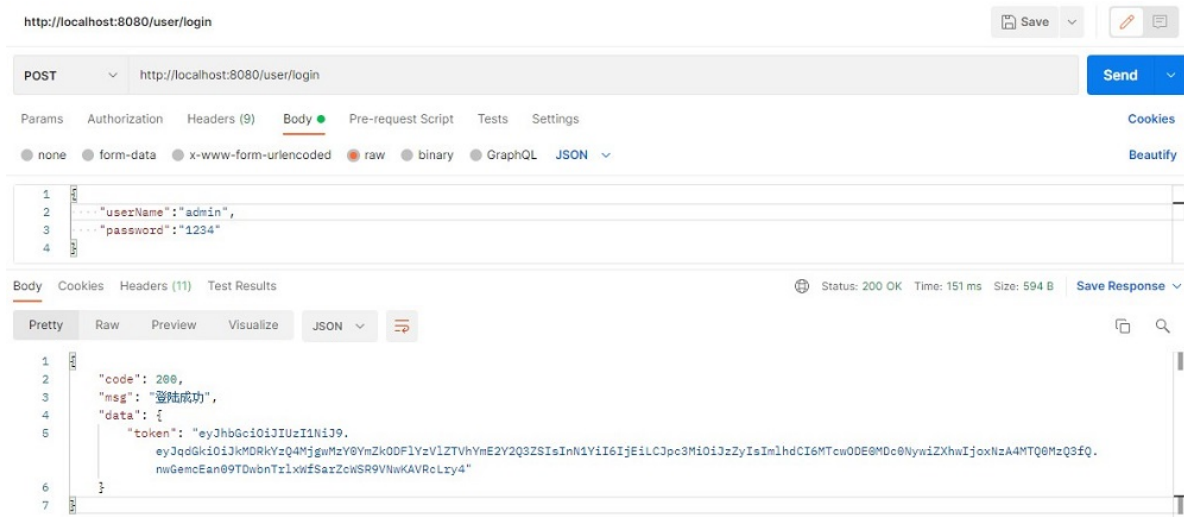 http://localhost:8080/user/login
Save
POST
http://localhost:8080/user/login
Send
Params Authorization Headers (9) Body Pre-request Script Tests Settings Cookies
none form-data x-www-form-urlencoded raw binary GraphQL JSON Beautify
1 {
2 "userName":"admin",
3 "password":"1234"
4 }
Body Cookies Headers (11) Test Results Status: 200 OK Time: 151 ms Size: 594 B Save Response
Pretty Raw Preview Visualize JSON
1 {
2 "code": 200,
3 "msg": "登陆成功",
4 "data": {
5 "token": "eyJhbGciOiJIUzI1NiJ9.
eyJqdGkiOiJkMDRkYzQ4MjgwMzY0YmZkODFlYzVlZTVhYmE2Y2Q3ZSIsInN1YiI6IjEiLCJpc3MiOiJzZyIsImlhdCI6MTcwODE0MDc0NywiZXhwIjoxNzA4MTQ0MzQ3fQ.
nwGemcEan09TDwbnTrlxWfSarZcWSR9VNwKAVRcLry4"
6 }
7 }